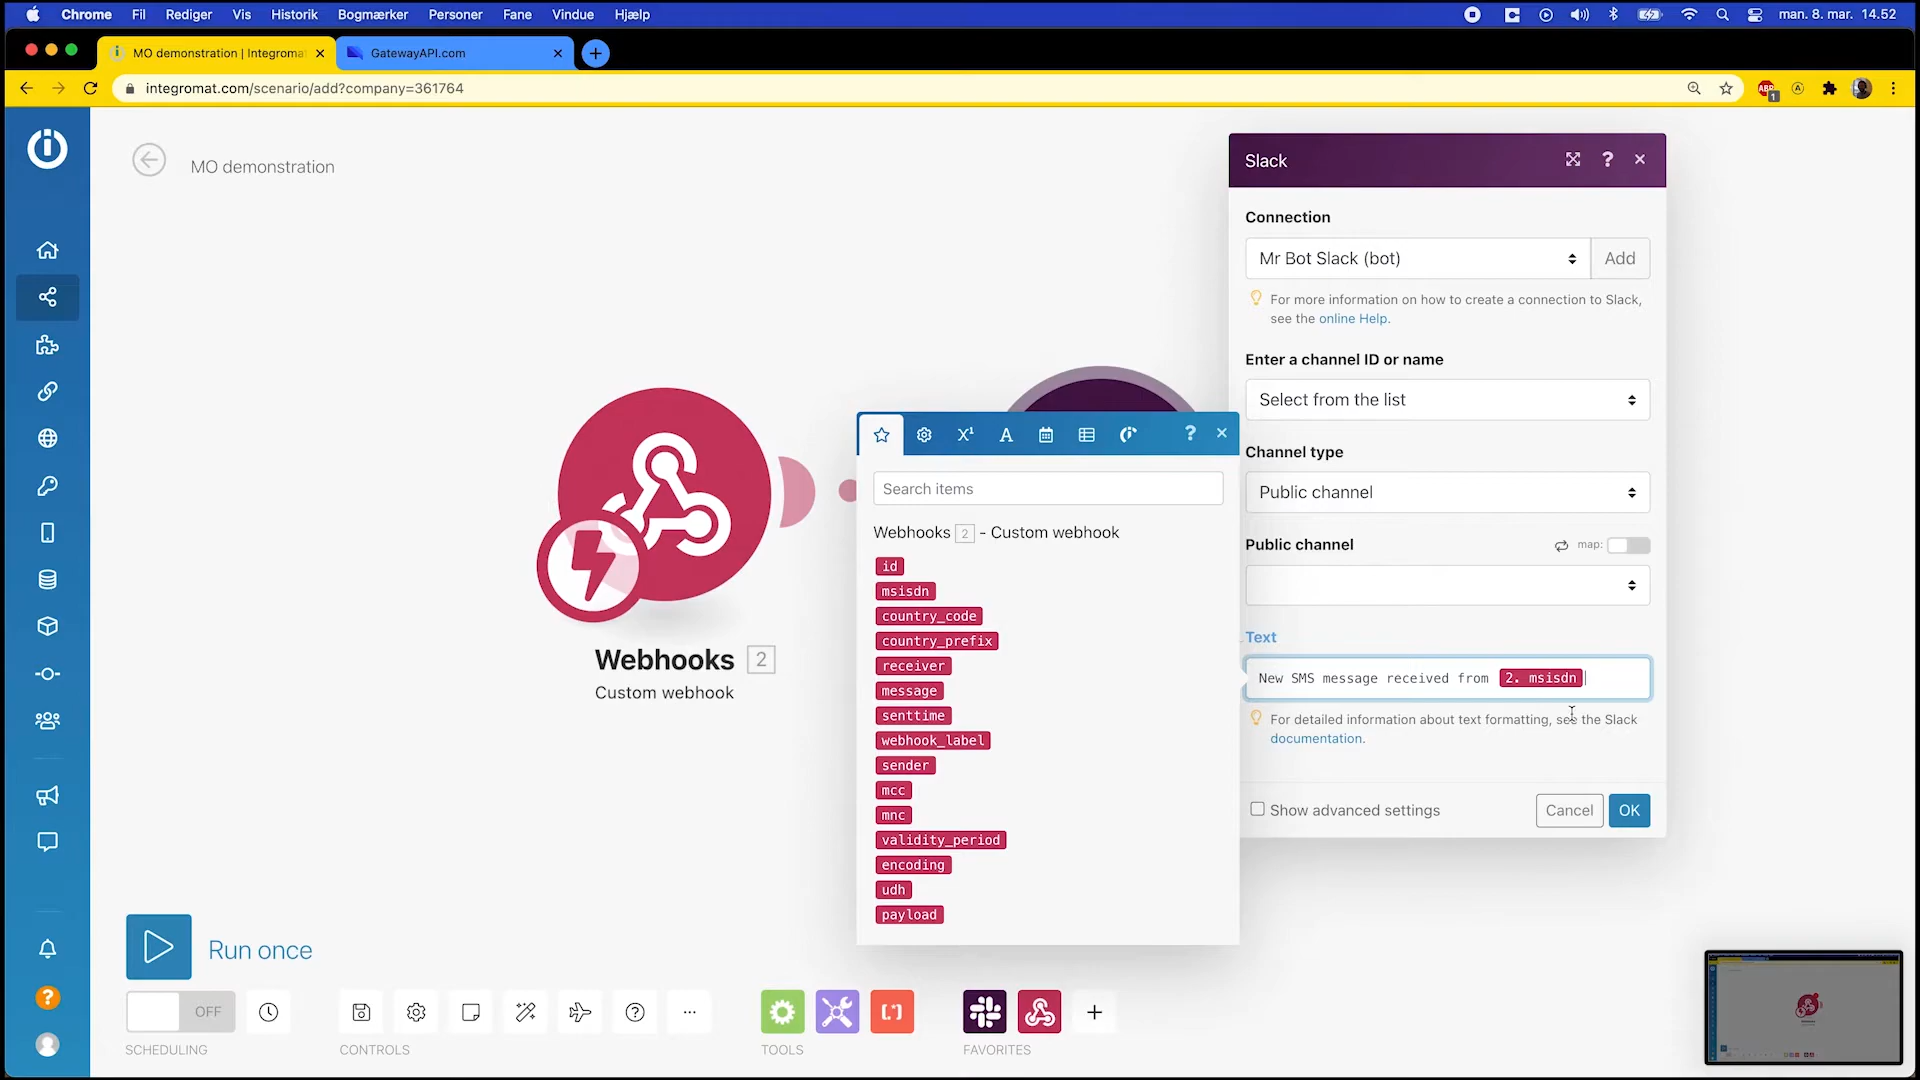 Chrome Fil Rediger Vis Historik Bogmærker Personer Fane Vindue Hjælp man. 8. mar. 14.52
MO demonstration | Integromat GatewayAPI.com
integromat.com/scenario/add?company=361764
ABP 1
MO demonstration
Slack
Connection
Mr Bot Slack (bot) Add
For more information on how to create a connection to Slack,
see the online Help.
Enter a channel ID or name
Select from the list
Channel type
Public channel
Public channel map:
Text
New SMS message received from 2. msisdn
For detailed information about text formatting, see the Slack
documentation.
Show advanced settings Cancel OK
Search items
Webhooks 2 - Custom webhook
id
msisdn
country_code
country_prefix
receiver
message
senttime
webhook_label
sender
mcc
mnc
validity_period
encoding
udh
payload
Webhooks 2
Custom webhook
Run once
OFF
SCHEDULING CONTROLS TOOLS FAVORITES